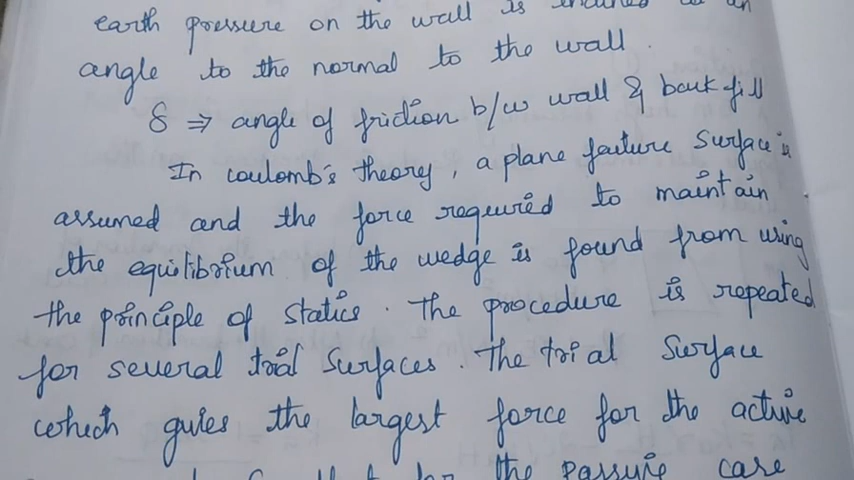 earth pressure on the wall is an
angle to the normal to the wall.
δ ⇒ angle of friction b/w wall & back fill
In coulomb's theory, a plane failure surface is
assumed and the force required to maintain
the equilibrium of the wedge is found from using
the principle of statics. The procedure is repeated
for several trial surfaces. The trial surface
which gives the largest force for the active
for the passive case